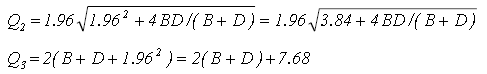 Q₂ = 1.96√(1.96² + 4BD/(B + D)) = 1.96√(3.84 + 4BD/(B + D))
Q₃ = 2(B + D + 1.96²) = 2(B + D) + 7.68